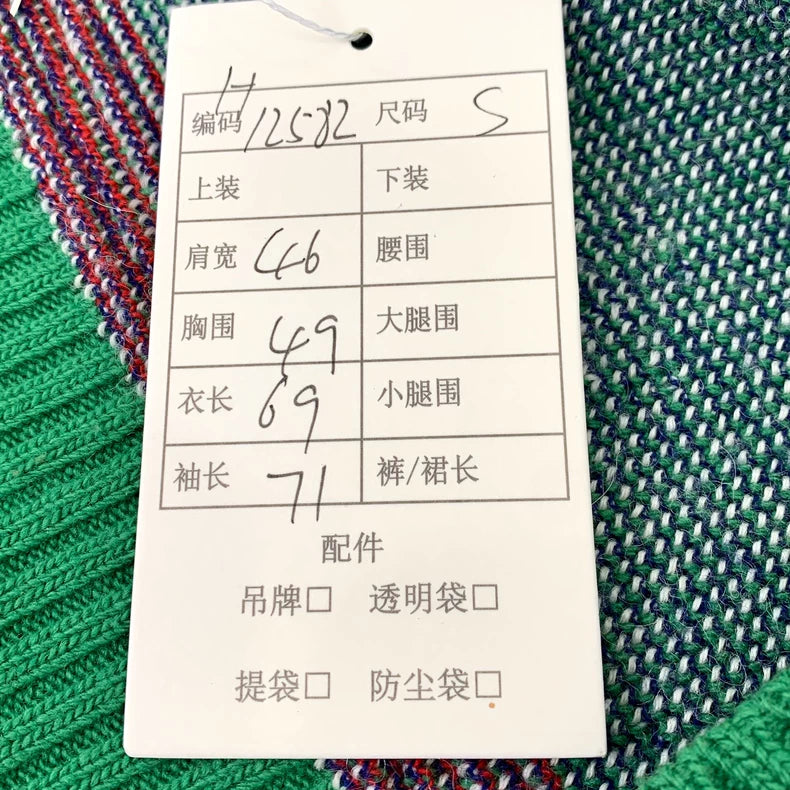 编码 H12582 尺码 S
上装 下装
肩宽 46 腰围
胸围 49 大腿围
衣长 69 小腿围
袖长 71 裤/裙长
配件
吊牌□ 透明袋□
提袋□ 防尘袋□